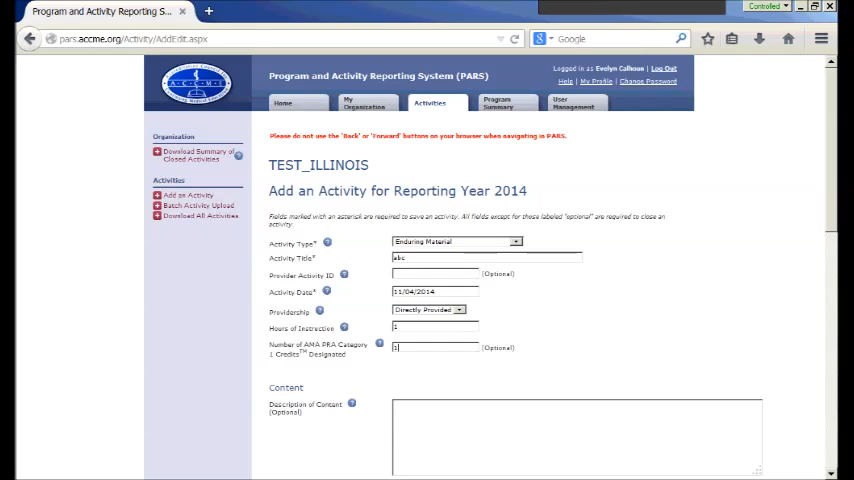 Controlled
Program and Activity Reporting S...
pars.accme.org/Activity/AddEdit.aspx
Google
ACCME
Program and Activity Reporting System (PARS)
Logged in as Evelyn Calhoun | Log Out
Help | My Profile | Change Password
Home
My Organization
Activities
Program Summary
User Management
Organization
Download Summary of
Closed Activities
Activities
Add an Activity
Batch Activity Upload
Download All Activities
Please do not use the 'Back' or 'Forward' buttons on your browser when navigating in PARS.
TEST_ILLINOIS
Add an Activity for Reporting Year 2014
Fields marked with an asterisk are required to save an activity. All fields except for these labeled "optional" are required to close an
activity.
Activity Type* Enduring Material
Activity Title* abc
Provider Activity ID (Optional)
Activity Date* 11/04/2014
Providership Directly Provided
Hours of Instruction 1
Number of AMA PRA Category
1 Credits™ Designated 1 (Optional)
Content
Description of Content
(Optional)